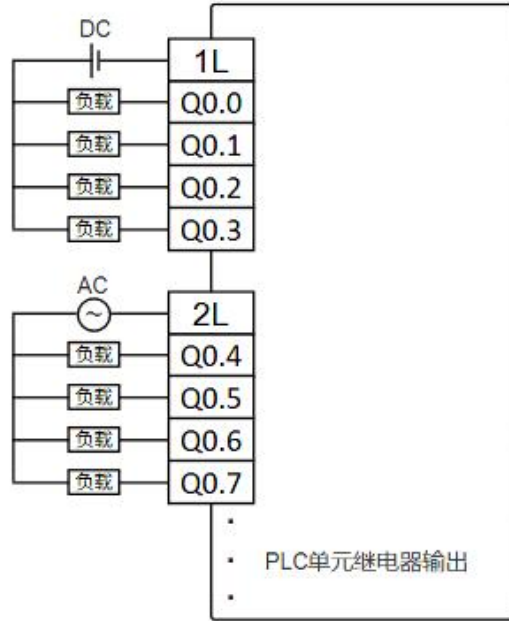 DC
1L
负载 Q0.0
负载 Q0.1
负载 Q0.2
负载 Q0.3
AC
~ 2L
负载 Q0.4
负载 Q0.5
负载 Q0.6
负载 Q0.7
PLC单元继电器输出